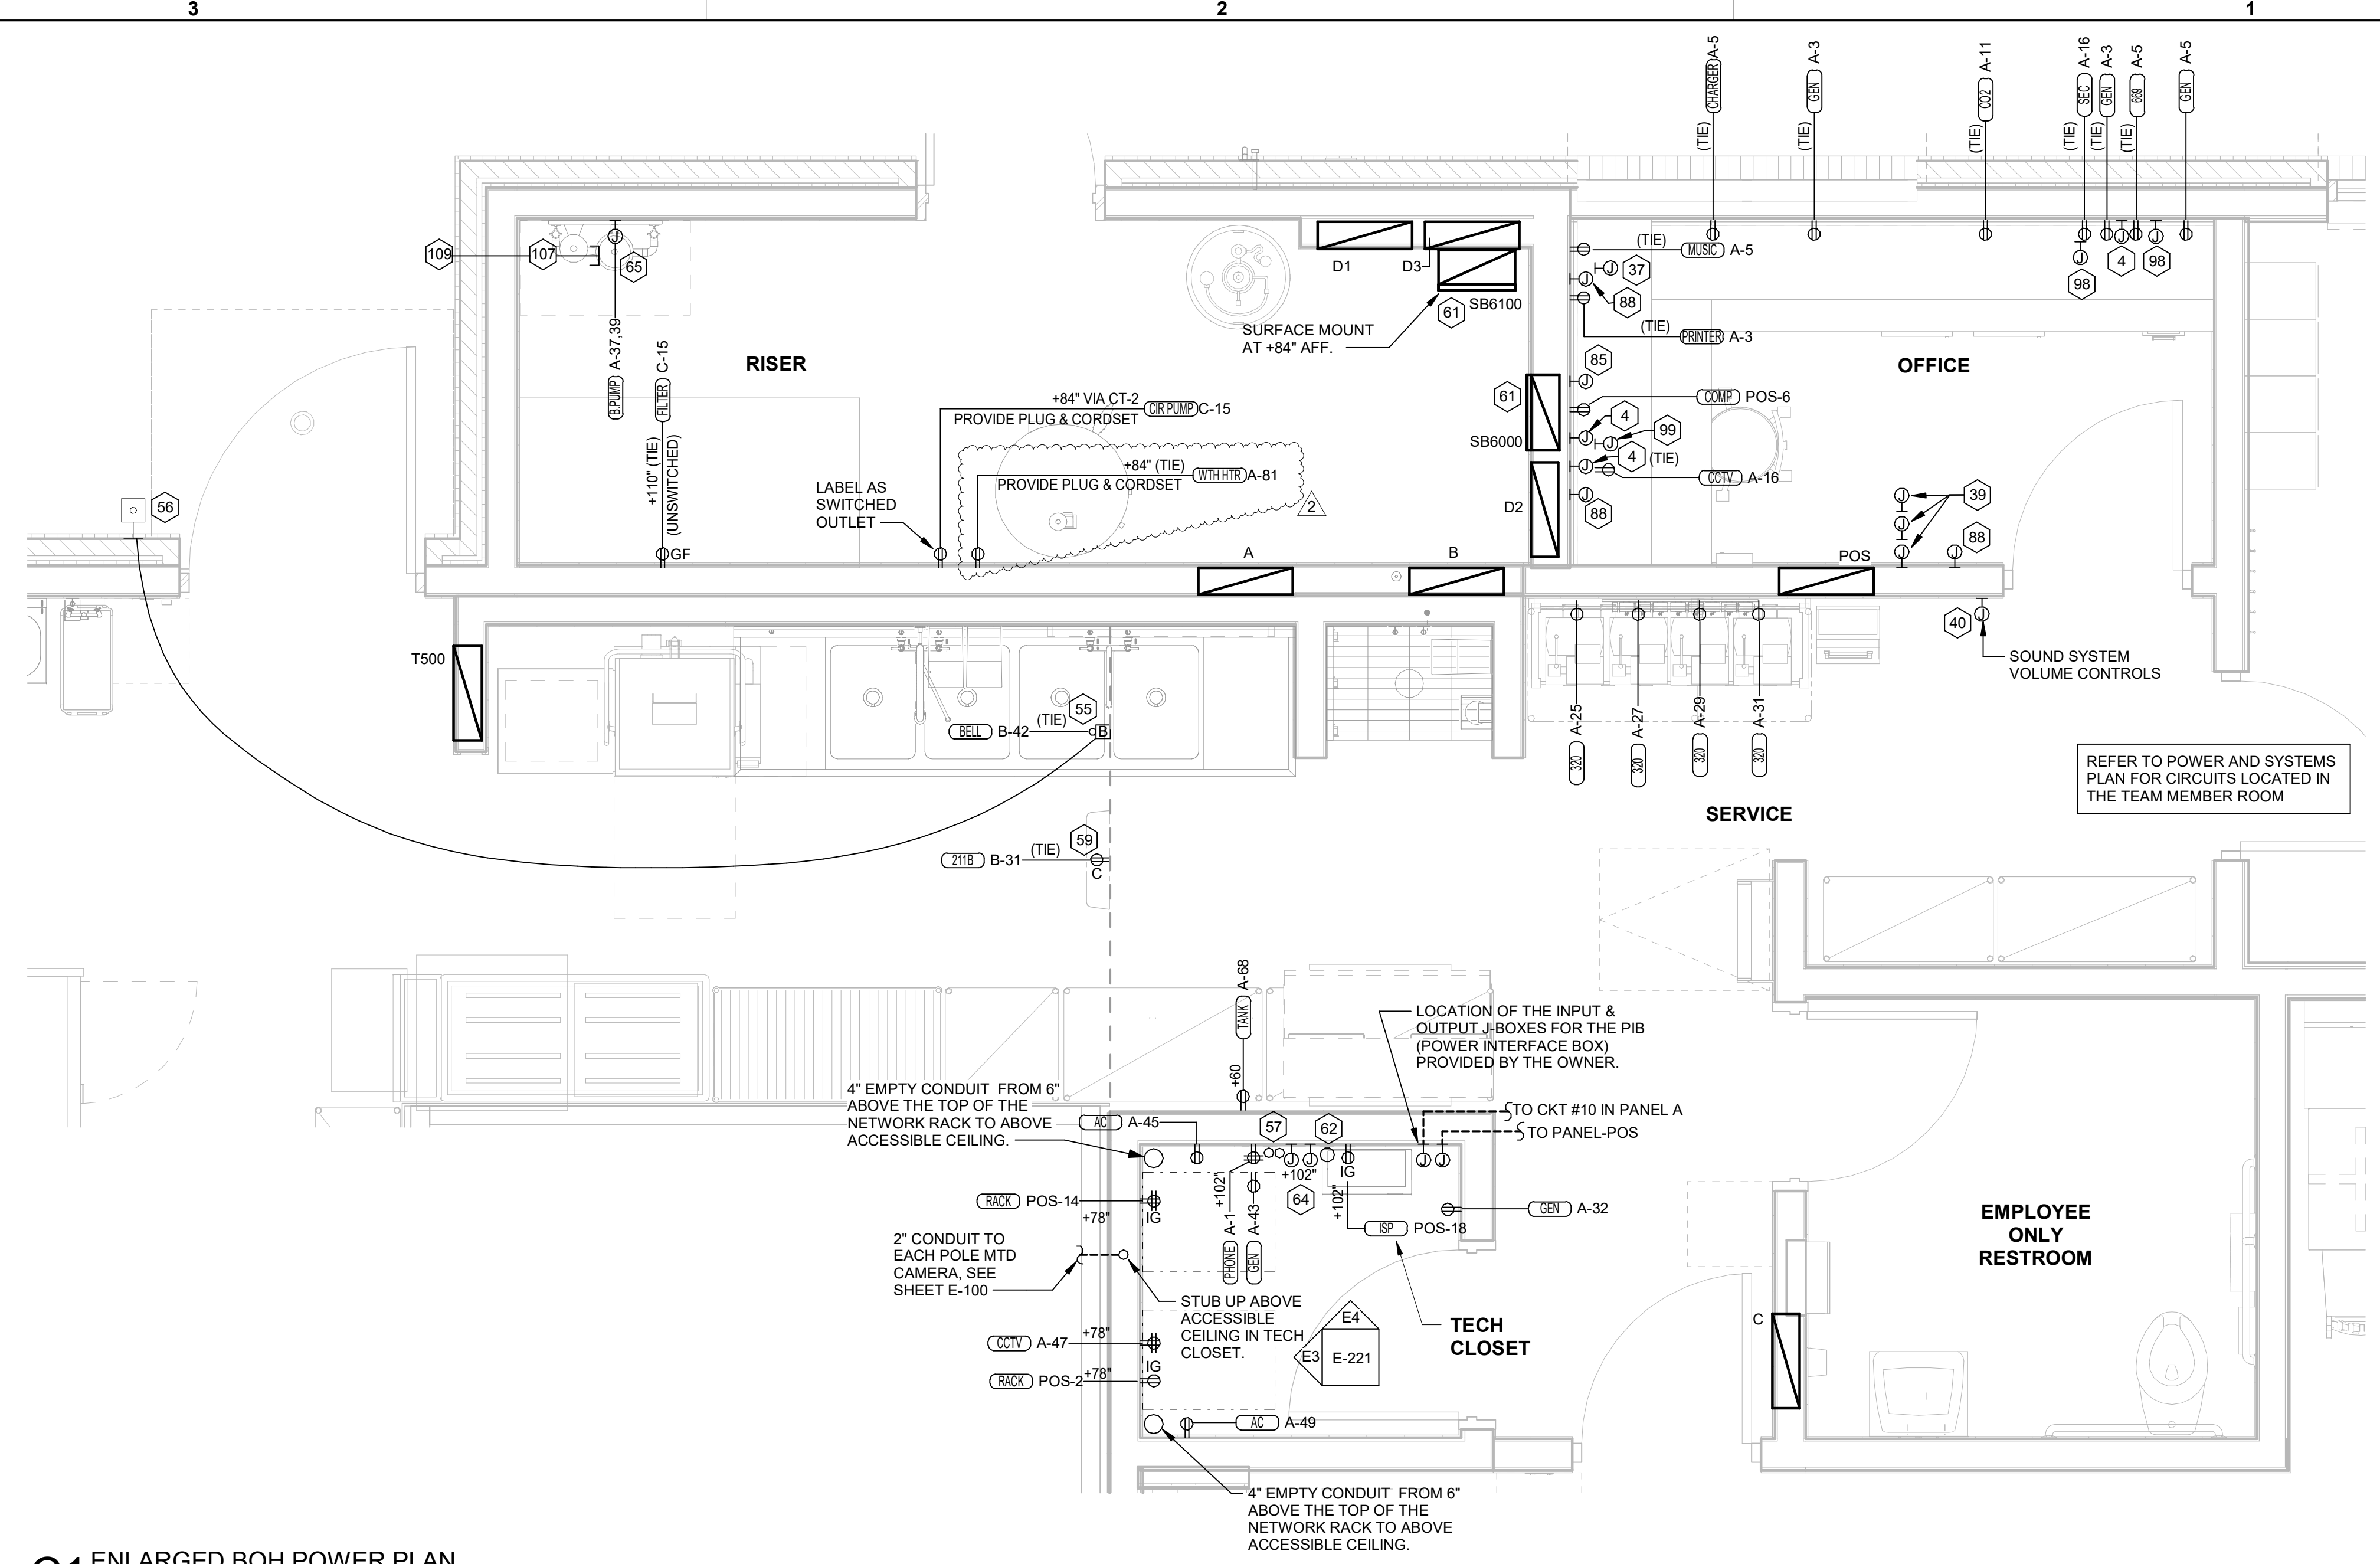 3
2
1
CHARGER A-5
(TIE)
GEN A-3
CO2 A-11
(TIE)
SEC A-16
(TIE)
GEN A-3
(TIE)
669 A-5
(TIE)
GEN A-5
109
107
65
B.PUMP A-37,39
FILTER C-15
+110" (TIE)
(UNSWITCHED)
GF
RISER
D1
D3
SB6100
61
SURFACE MOUNT
AT +84" AFF.
(TIE)
MUSIC A-5
37
88
(TIE)
PRINTER A-3
98
4
98
OFFICE
85
61
COMP POS-6
SB6000
4
99
4
(TIE)
CCTV A-16
D2
88
+84" VIA CT-2
CIR PUMP C-15
PROVIDE PLUG & CORDSET
+84" (TIE)
WTH HTR A-81
PROVIDE PLUG & CORDSET
2
LABEL AS
SWITCHED
OUTLET
56
39
88
A
B
POS
40
SOUND SYSTEM
VOLUME CONTROLS
T500
55
(TIE)
BELL B-42
B
320 A-25
320 A-27
320 A-29
320 A-31
REFER TO POWER AND SYSTEMS
PLAN FOR CIRCUITS LOCATED IN
THE TEAM MEMBER ROOM
SERVICE
59
(TIE)
211B B-31
C
TANK A-68
+60
LOCATION OF THE INPUT &
OUTPUT J-BOXES FOR THE PIB
(POWER INTERFACE BOX)
PROVIDED BY THE OWNER.
4" EMPTY CONDUIT FROM 6"
ABOVE THE TOP OF THE
NETWORK RACK TO ABOVE
ACCESSIBLE CEILING.
AC A-45
57
62
TO CKT #10 IN PANEL A
TO PANEL-POS
+102"
64
IG
+102"
PHONE A-1
+102"
GEN A-43
RACK POS-14
+78"
IG
GEN A-32
ISP POS-18
2" CONDUIT TO
EACH POLE MTD
CAMERA, SEE
SHEET E-100
STUB UP ABOVE
ACCESSIBLE
CEILING IN TECH
CLOSET.
E4
E3
E-221
TECH
CLOSET
EMPLOYEE
ONLY
RESTROOM
C
CCTV A-47
+78"
IG
RACK POS-2
+78"
AC A-49
4" EMPTY CONDUIT FROM 6"
ABOVE THE TOP OF THE
NETWORK RACK TO ABOVE
ACCESSIBLE CEILING.
ENLARGED BOH POWER PLAN